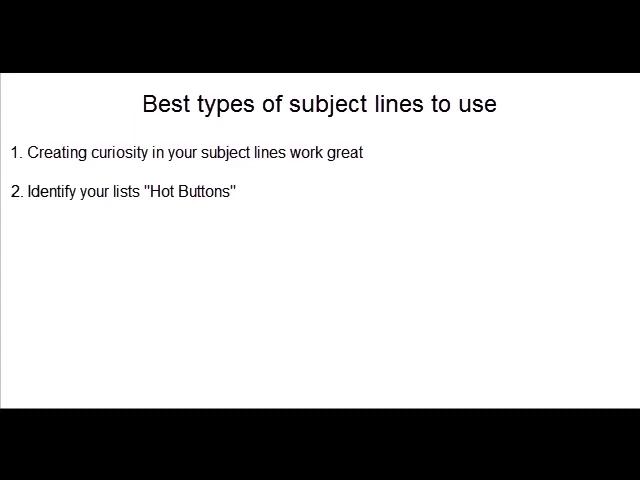 Best types of subject lines to use
1. Creating curiosity in your subject lines work great
2. Identify your lists "Hot Buttons"